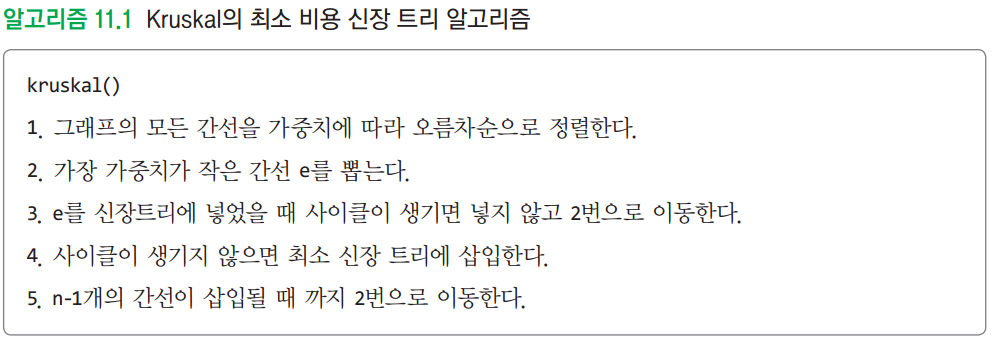 알고리즘 11.1 Kruskal의 최소 비용 신장 트리 알고리즘
kruskal()
1. 그래프의 모든 간선을 가중치에 따라 오름차순으로 정렬한다.
2. 가장 가중치가 작은 간선 e를 뽑는다.
3. e를 신장트리에 넣었을 때 사이클이 생기면 넣지 않고 2번으로 이동한다.
4. 사이클이 생기지 않으면 최소 신장 트리에 삽입한다.
5. n-1개의 간선이 삽입될 때 까지 2번으로 이동한다.